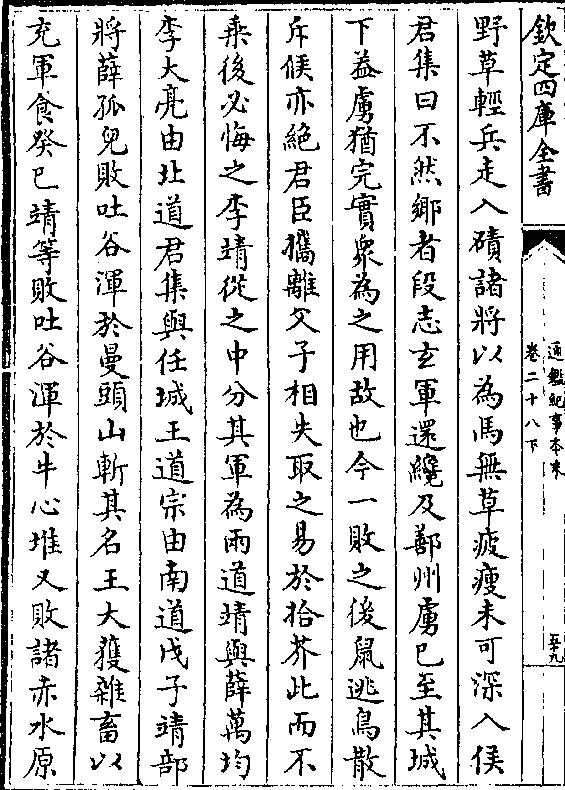 欽定四庫全書
通鑑紀事本末
卷二十八下
五十九
野草輕兵走入磧諸將以為馬無草疲瘦未可深入侯
君集曰不然鄉者段志玄軍還纔及鄯州虜已至其城
下葢虜猶完實衆為之用故也今一敗之後鼠逃鳥散
斥候亦絶君臣攜離父子相失取之易於拾芥此而不
乗後必悔之李靖從之中分其軍為兩道靖與薛萬均
李大亮由北道君集與任城王道宗由南道戊子靖部
將薛孤兒敗吐谷渾於曼頭山斬其名王大獲雜畜以
充軍食癸巳靖等敗吐谷渾於牛心堆又敗諸赤水原